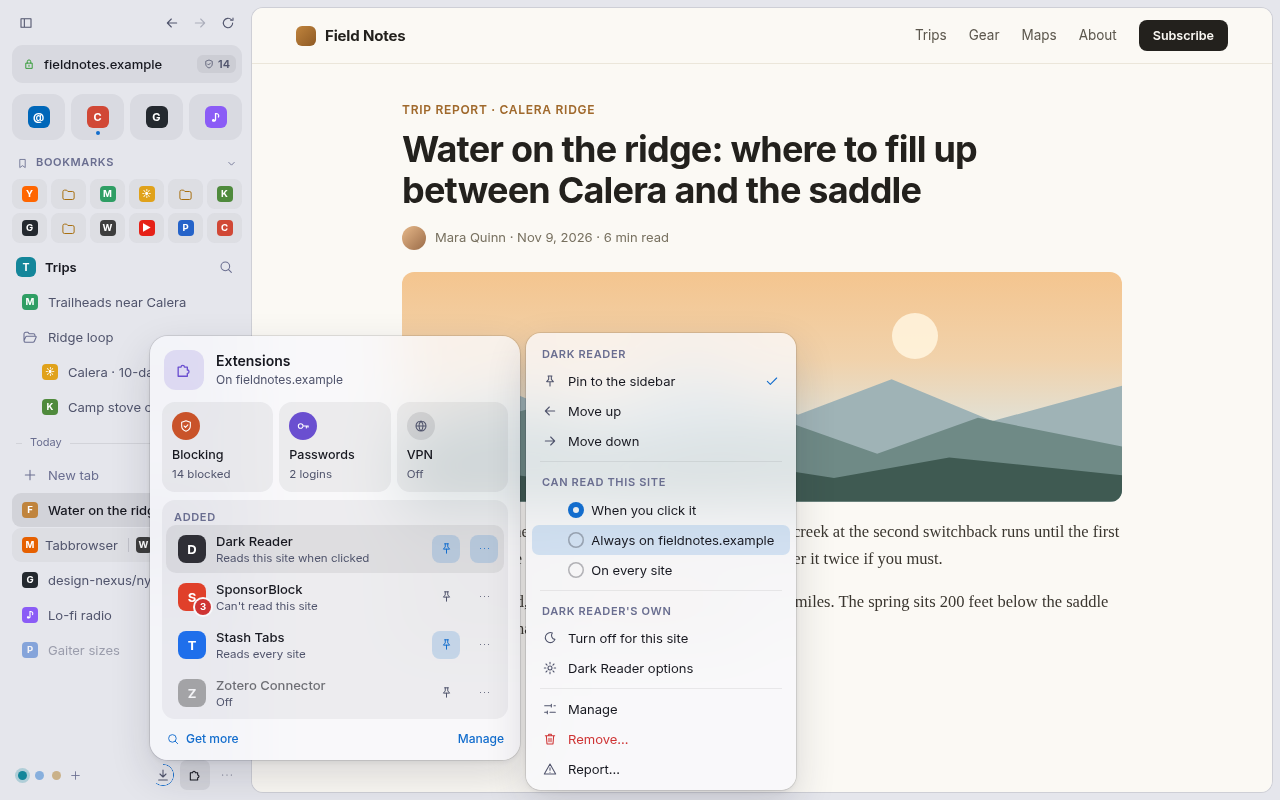 fieldnotes.example
14
@
C
G
BOOKMARKS
Y
M
K
G
W
P
C
T
Trips
M
Trailheads near Calera
Ridge loop
Calera · 10-da
K
Camp stove
Today
New tab
F
Water on the ridg
M
Tabbrowser
W
G
design-nexus/ny
Lo-fi radio
P
Gaiter sizes
Field Notes
Trips
Gear
Maps
About
Subscribe
TRIP REPORT · CALERA RIDGE
Water on the ridge: where to fill up
between Calera and the saddle
Mara Quinn · Nov 9, 2026 · 6 min read
creek at the second switchback runs until the first
it twice if you must.
miles. The spring sits 200 feet below the saddle
Extensions
On fieldnotes.example
Blocking
14 blocked
Passwords
2 logins
VPN
Off
ADDED
D
Dark Reader
Reads this site when clicked
S
3
SponsorBlock
Can't read this site
T
Stash Tabs
Reads every site
Z
Zotero Connector
Off
Get more
Manage
DARK READER
Pin to the sidebar
Move up
Move down
CAN READ THIS SITE
When you click it
Always on fieldnotes.example
On every site
DARK READER'S OWN
Turn off for this site
Dark Reader options
Manage
Remove...
Report...